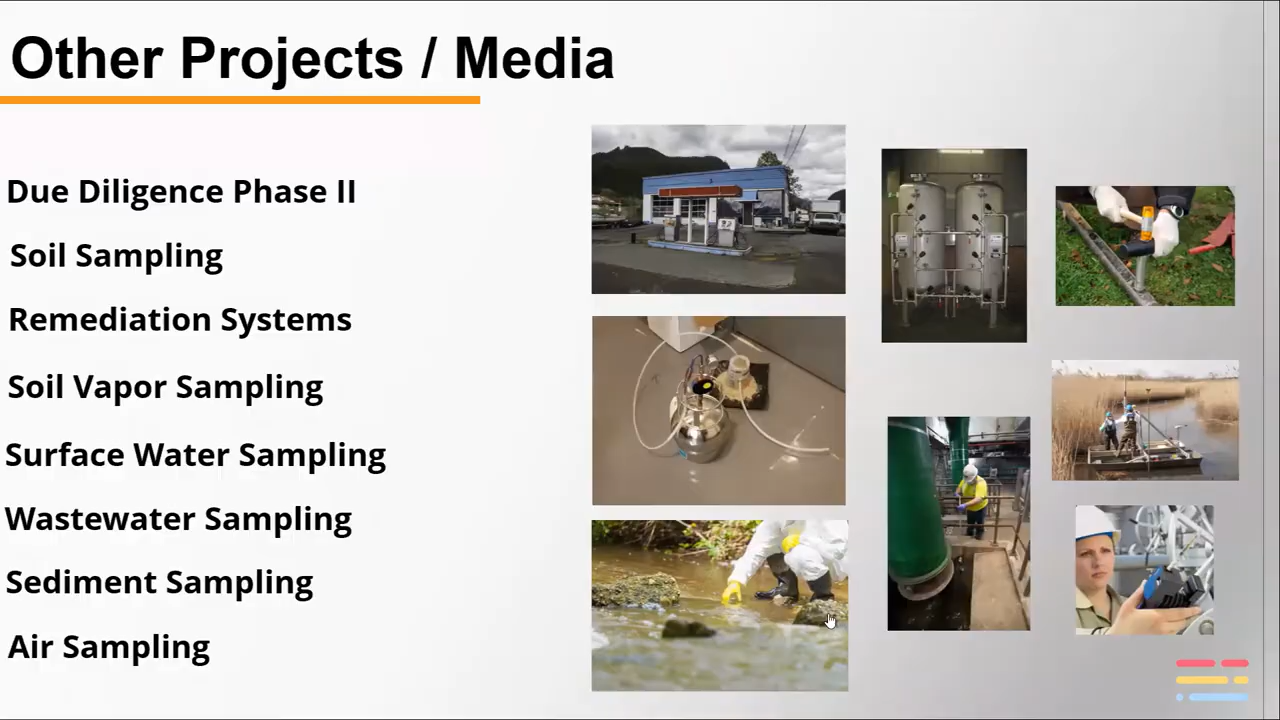 Other Projects / Media
Due Diligence Phase II
Soil Sampling
Remediation Systems
Soil Vapor Sampling
Surface Water Sampling
Wastewater Sampling
Sediment Sampling
Air Sampling